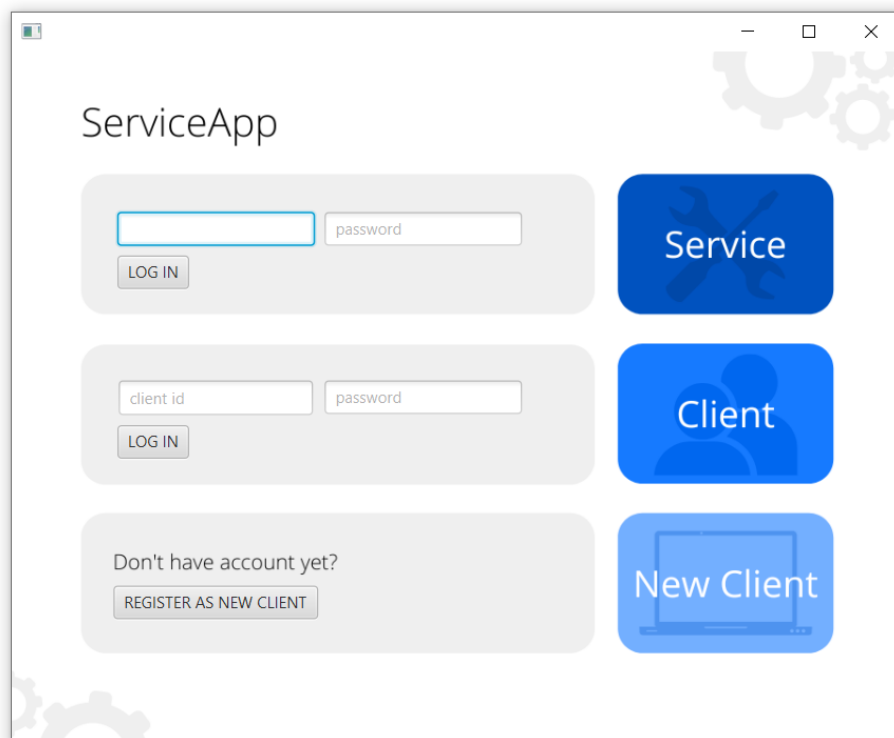 ServiceApp
password
LOG IN
Service
client id password
LOG IN
Client
Don't have account yet?
REGISTER AS NEW CLIENT
New Client